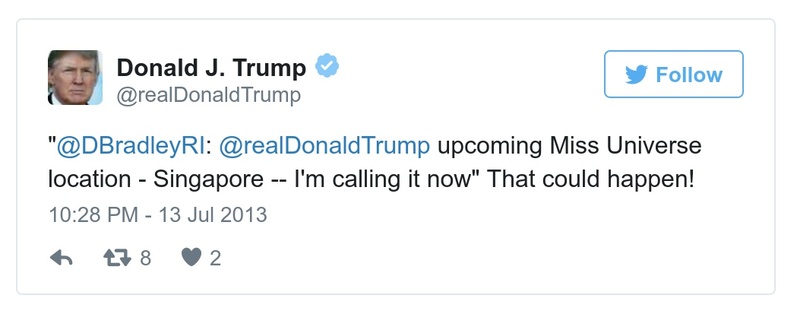 Donald J. Trump
@realDonaldTrump
Follow
"@DBradleyRI: @realDonaldTrump upcoming Miss Universe
location - Singapore -- I'm calling it now" That could happen!
10:28 PM - 13 Jul 2013
8 2